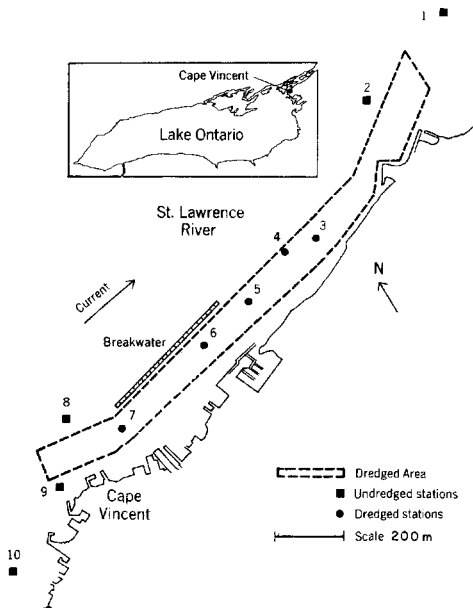 1
Cape Vincent
2
Lake Ontario
St. Lawrence
River
4
3
N
Current
5
Breakwater
6
8
7
9
Cape
Vincent
10
Dredged Area
Undredged stations
Dredged stations
Scale 200 m